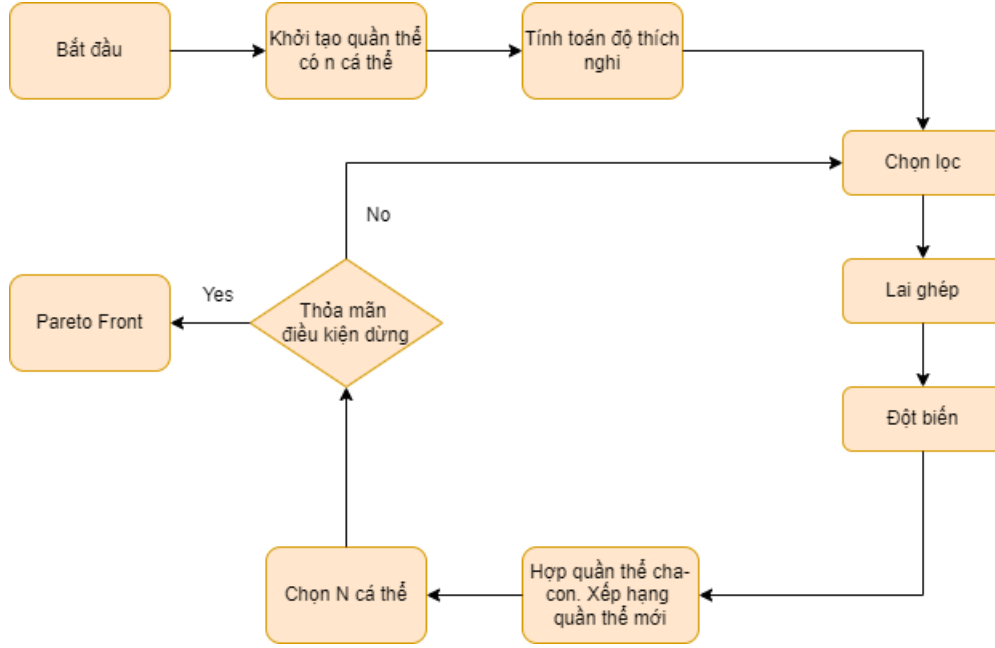 Bắt đầu
Khởi tạo quần thể
có n cá thể
Tính toán độ thích
nghi
Chọn lọc
No
Lai ghép
Yes
Pareto Front
Thỏa mãn
điều kiện dừng
Đột biến
Chọn N cá thể
Hợp quần thể cha-
con. Xếp hạng
quần thể mới